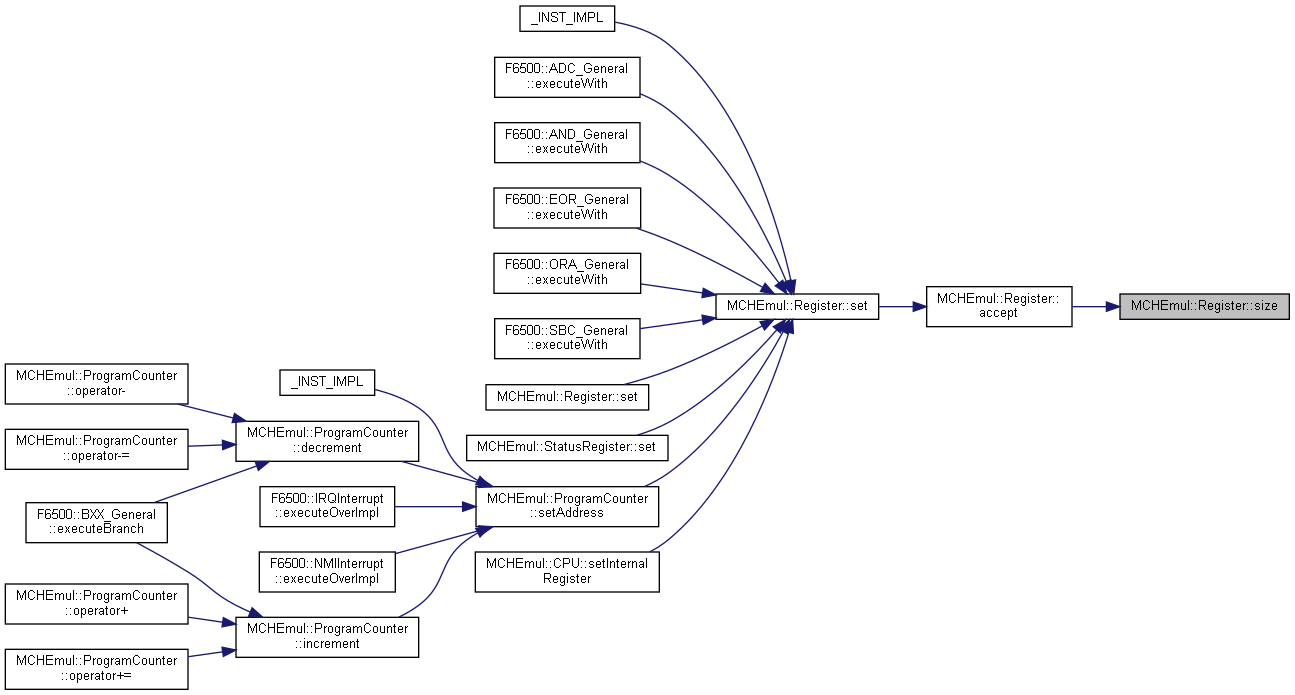 _INST_IMPL
F6500::ADC_General
::executeWith
F6500::AND_General
::executeWith
F6500::EOR_General
::executeWith
F6500::ORA_General
::executeWith
F6500::SBC_General
::executeWith
MCHEmul::Register::set
MCHEmul::StatusRegister::set
MCHEmul::ProgramCounter
::setAddress
MCHEmul::CPU::setInternal
Register
MCHEmul::Register::set
MCHEmul::Register::
accept
MCHEmul::Register::size
_INST_IMPL
MCHEmul::ProgramCounter
::decrement
F6500::IRQInterrupt
::executeOverImpl
F6500::NMIInterrupt
::executeOverImpl
MCHEmul::ProgramCounter
::increment
MCHEmul::ProgramCounter
::operator-
MCHEmul::ProgramCounter
::operator-=
F6500::BXX_General
::executeBranch
MCHEmul::ProgramCounter
::operator+
MCHEmul::ProgramCounter
::operator+=